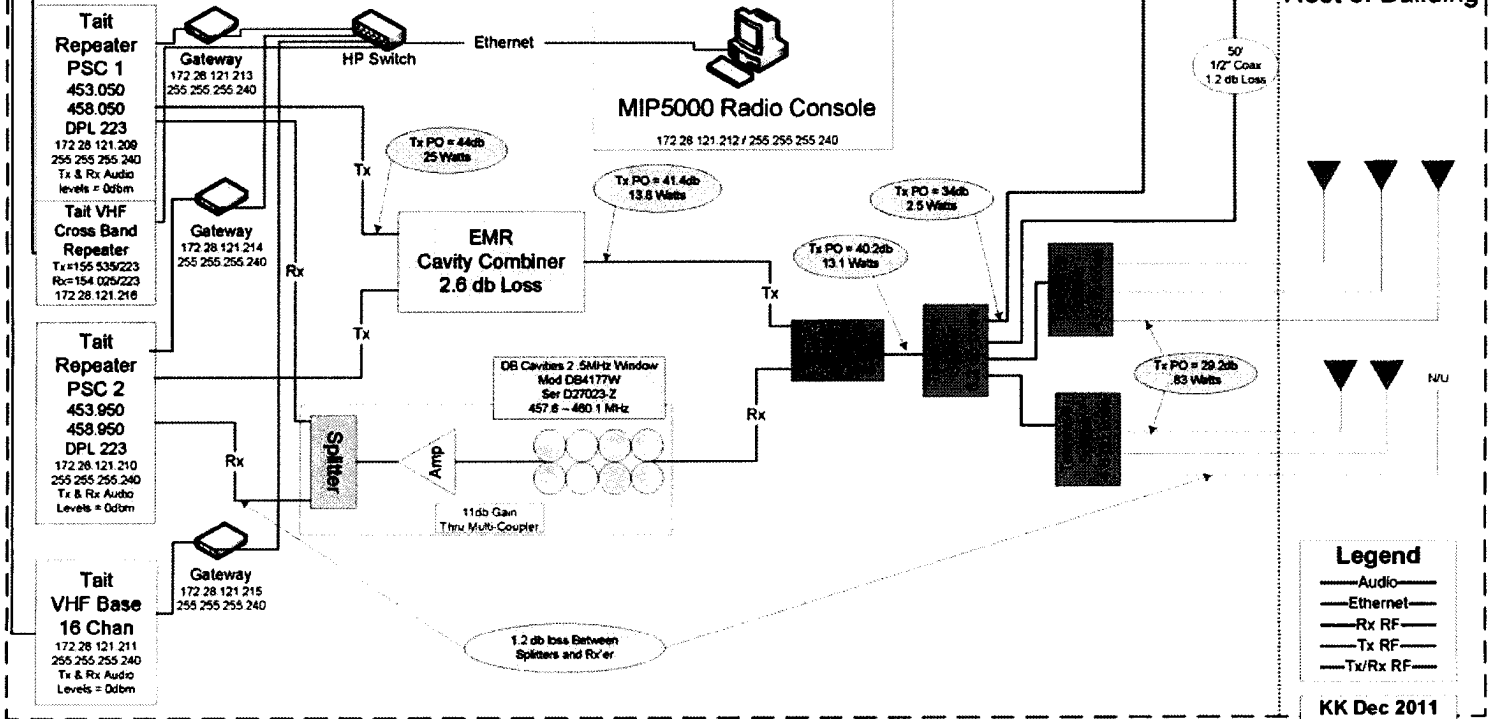 Tait
Repeater
PSC 1
453.050
458.050
DPL 223
172 28 121.209
255 255 255 240
Tx & Rx Audio
levels = 0dbm
Tait VHF
Cross Band
Repeater
Tx=155 535/223
Rx=154 025/223
172 28.121.216
Tait
Repeater
PSC 2
453.950
458.950
DPL 223
172 28.121.210
255 255 255.240
Tx & Rx Audio
Levels = 0dbm
Tait
VHF Base
16 Chan
172 28 121.211
255 255 255 240
Tx & Rx Audio
Levels = 0dbm
Gateway
172 28 121.213
255 255 255.240
Gateway
172 28.121.214
255 255 255.240
Gateway
172 28 121 215
255 255 255 240
HP Switch
Ethernet
MIP5000 Radio Console
172 28 121.212 / 255 255 255 240
Tx
Tx PO = 44db
25 Watts
Tx PO = 41.4db
13.8 Watts
EMR
Cavity Combiner
2.6 db Loss
Rx
Tx
Rx
Tx
Rx
DB Cavities 2 .5MHz Window
Mod DB4177W
Ser D27023-Z
457.6 – 460 1 MHz
Splitter
Amp
11db Gain
Thru Multi-Coupler
1.2 db loss Between
Splitters and Rx'er
Tx PO = 40.2db
13.1 Watts
Tx PO = 34db
2.5 Watts
50'
1/2" Coax
1.2 db Loss
Tx PO = 29.2db
.83 Watts
N/U
Building
Legend
Audio
Ethernet
Rx RF
Tx RF
Tx/Rx RF
KK Dec 2011